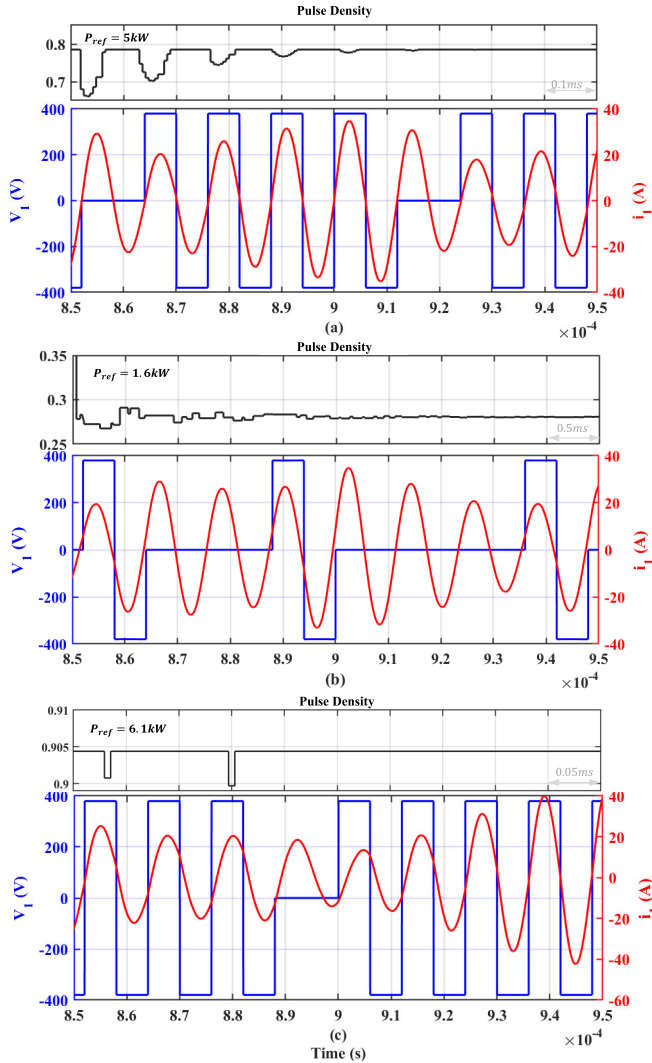 Pulse Density
(a)
P_ref = 5kW
0.8
0.7
0.1ms
400
200
0
-200
-400
V_1 (V)
40
20
0
-20
-40
i_1 (A)
8.5 8.6 8.7 8.8 8.9 9 9.1 9.2 9.3 9.4 9.5
(a)
×10^-4
Pulse Density
0.35
P_ref = 1.6kW
0.3
0.25
0.5ms
400
200
0
-200
-400
V_1 (V)
40
20
0
-20
-40
i_1 (A)
8.5 8.6 8.7 8.8 8.9 9 9.1 9.2 9.3 9.4 9.5
(b)
×10^-4
Pulse Density
0.91
P_ref = 6.1kW
0.905
0.9
0.05ms
400
200
0
-200
-400
V_1 (V)
40
20
0
-20
-40
-60
i_1 (A)
8.5 8.6 8.7 8.8 8.9 9 9.1 9.2 9.3 9.4 9.5
(c)
×10^-4
Time (s)